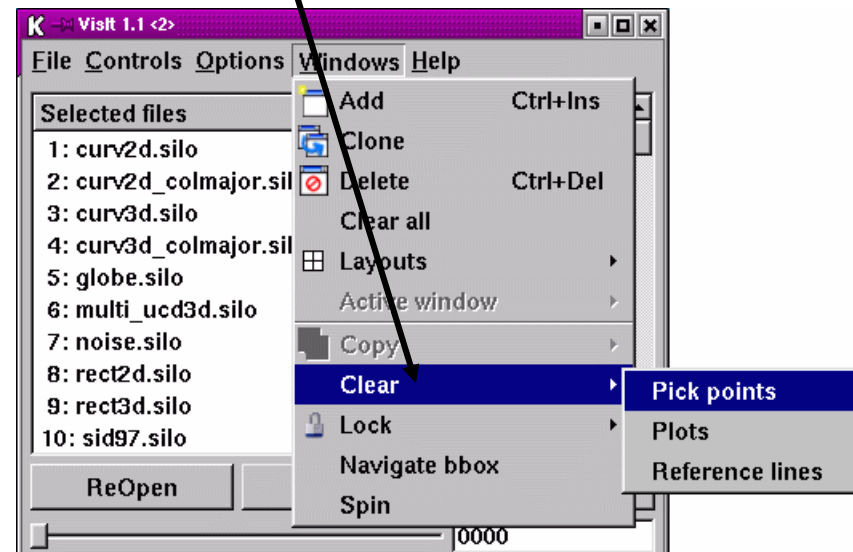 VisIt 1.1 <2>
File Controls Options Windows Help
Selected files
1: curv2d.silo
2: curv2d_colmajor.sil
3: curv3d.silo
4: curv3d_colmajor.sil
5: globe.silo
6: multi_ucd3d.silo
7: noise.silo
8: rect2d.silo
9: rect3d.silo
10: sid97.silo
ReOpen
Add Ctrl+Ins
Clone
Delete Ctrl+Del
Clear all
Layouts
Active window
Copy
Clear
Lock
Navigate bbox
Spin
Pick points
Plots
Reference lines
0000